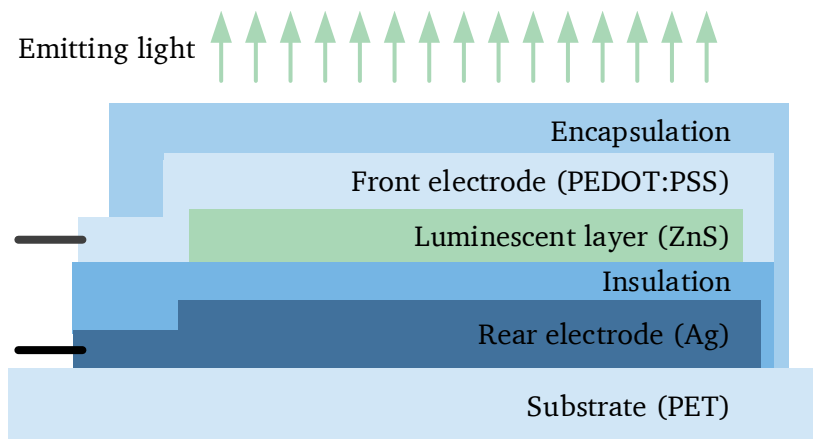 Emitting light
Encapsulation
Front electrode (PEDOT:PSS)
Luminescent layer (ZnS)
Insulation
Rear electrode (Ag)
Substrate (PET)